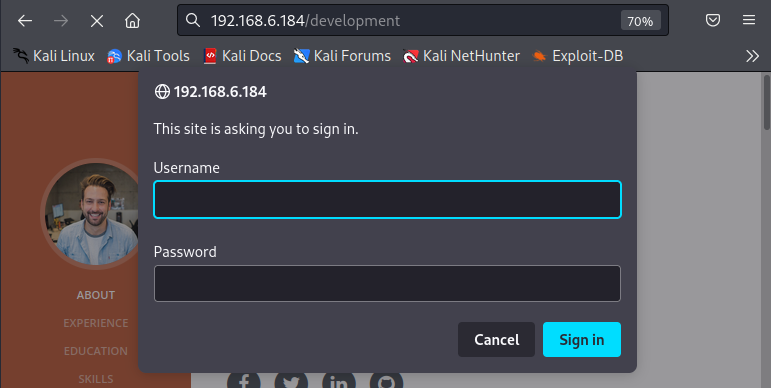 192.168.6.184/development
70%
Kali Linux Kali Tools Kali Docs Kali Forums Kali NetHunter Exploit-DB
192.168.6.184
This site is asking you to sign in.
Username
Password
Cancel Sign in
ABOUT
EXPERIENCE
EDUCATION
SKILLS